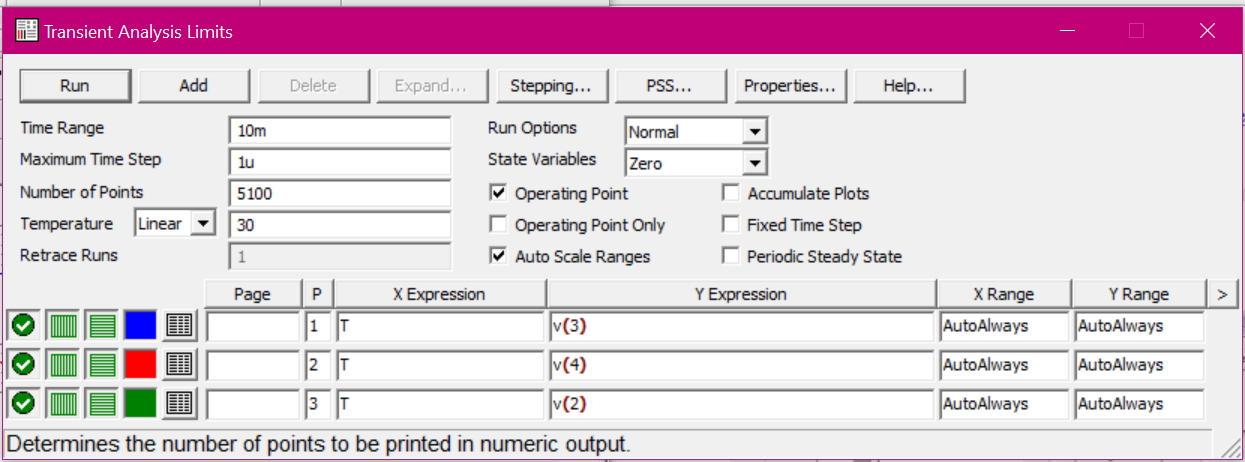 Transient Analysis Limits
Run Add Delete Expand... Stepping... PSS... Properties... Help...
Time Range 10m Run Options Normal
Maximum Time Step 1u State Variables Zero
Number of Points 5100 Operating Point Accumulate Plots
Temperature Linear 30 Operating Point Only Fixed Time Step
Retrace Runs 1 Auto Scale Ranges Periodic Steady State
Page P X Expression Y Expression X Range Y Range >
1 T v(3) AutoAlways AutoAlways
2 T v(4) AutoAlways AutoAlways
3 T v(2) AutoAlways AutoAlways
Determines the number of points to be printed in numeric output.